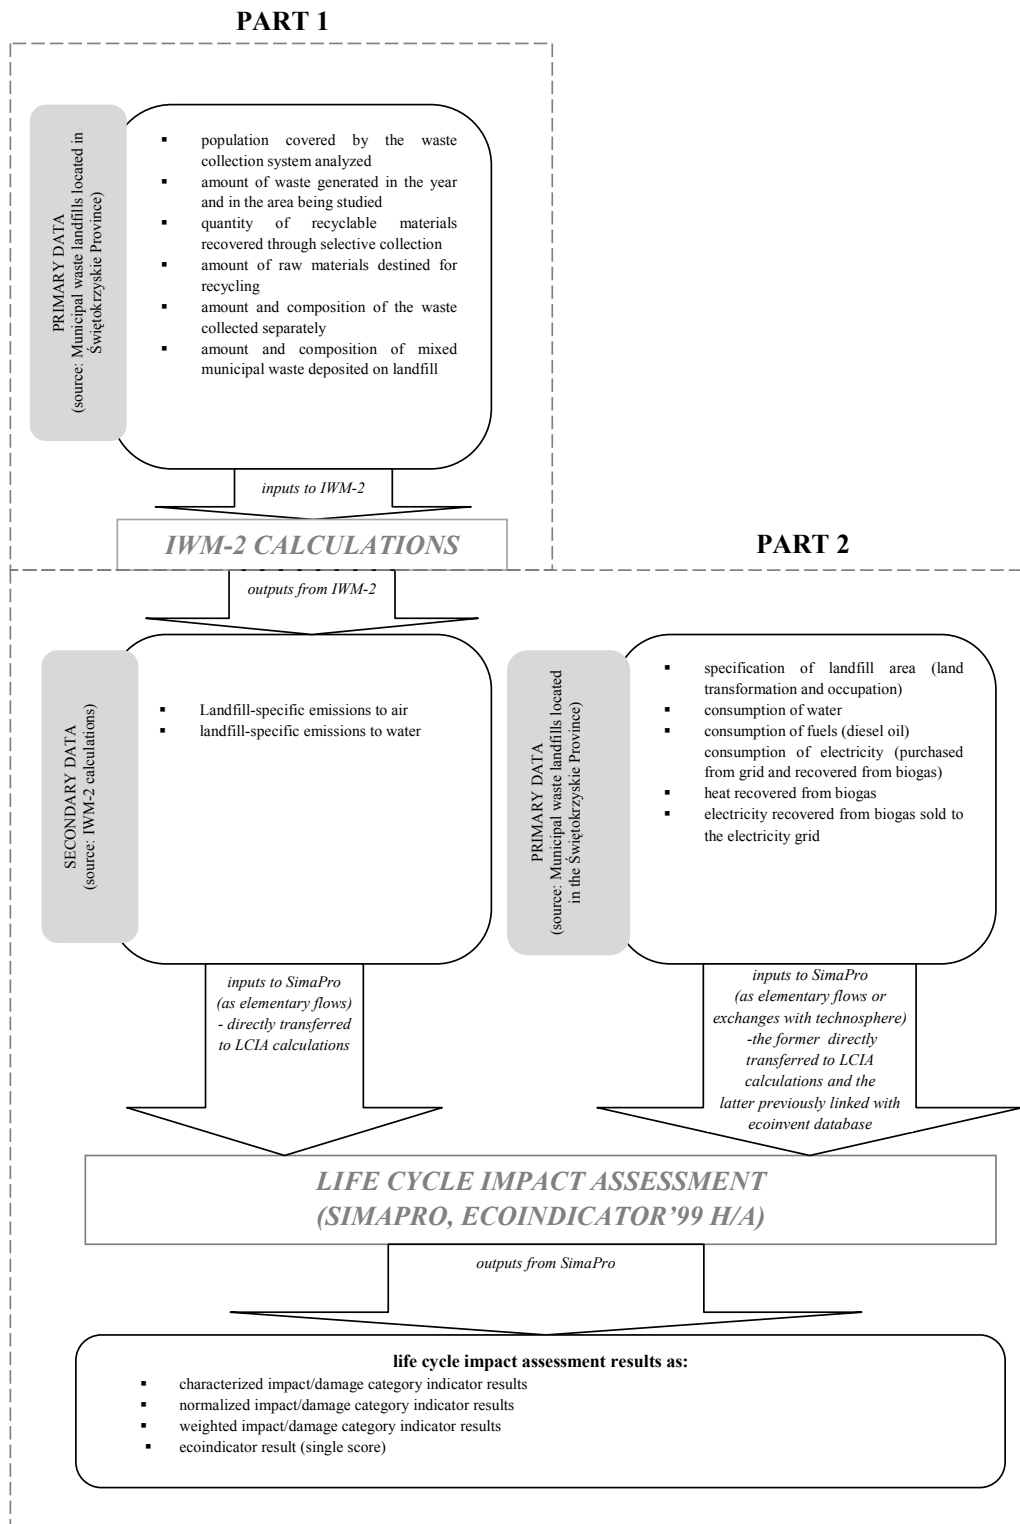 PART 1
PRIMARY DATA
(source: Municipal waste landfills located in
Świętokrzyskie Province)
▪ population covered by the waste
collection system analyzed
▪ amount of waste generated in the year
and in the area being studied
▪ quantity of recyclable materials
recovered through selective collection
▪ amount of raw materials destined for
recycling
▪ amount and composition of the waste
collected separately
▪ amount and composition of mixed
municipal waste deposited on landfill
inputs to IWM-2
IWM-2 CALCULATIONS
PART 2
outputs from IWM-2
SECONDARY DATA
(source: IWM-2 calculations)
▪ Landfill-specific emissions to air
▪ landfill-specific emissions to water
PRIMARY DATA
(source: Municipal waste landfills located
in the Świętokrzyskie Province)
▪ specification of landfill area (land
transformation and occupation)
▪ consumption of water
▪ consumption of fuels (diesel oil)
consumption of electricity (purchased
from grid and recovered from biogas)
▪ heat recovered from biogas
▪ electricity recovered from biogas sold to
the electricity grid
inputs to SimaPro
(as elementary flows)
- directly transferred
to LCIA calculations
inputs to SimaPro
(as elementary flows or
exchanges with technosphere)
-the former directly
transferred to LCIA
calculations and the
latter previously linked with
ecoinvent database
LIFE CYCLE IMPACT ASSESSMENT
(SIMAPRO, ECOINDICATOR’99 H/A)
outputs from SimaPro
life cycle impact assessment results as:
▪ characterized impact/damage category indicator results
▪ normalized impact/damage category indicator results
▪ weighted impact/damage category indicator results
▪ ecoindicator result (single score)